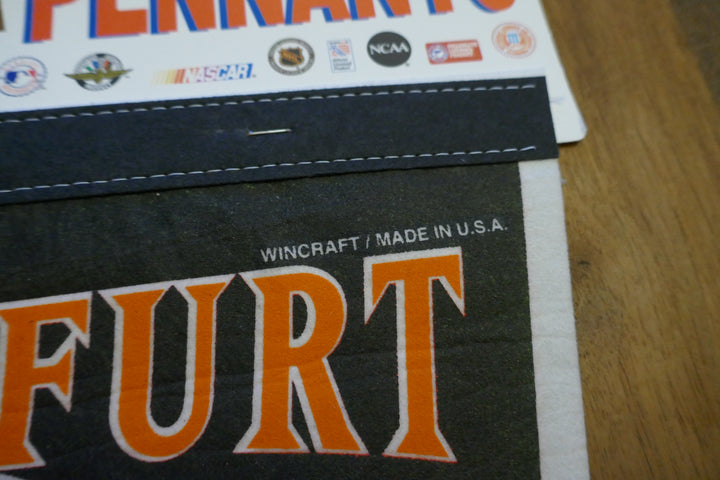 PENNANTS
NASCAR NCAA
WINCRAFT / MADE IN U.S.A.
FURT